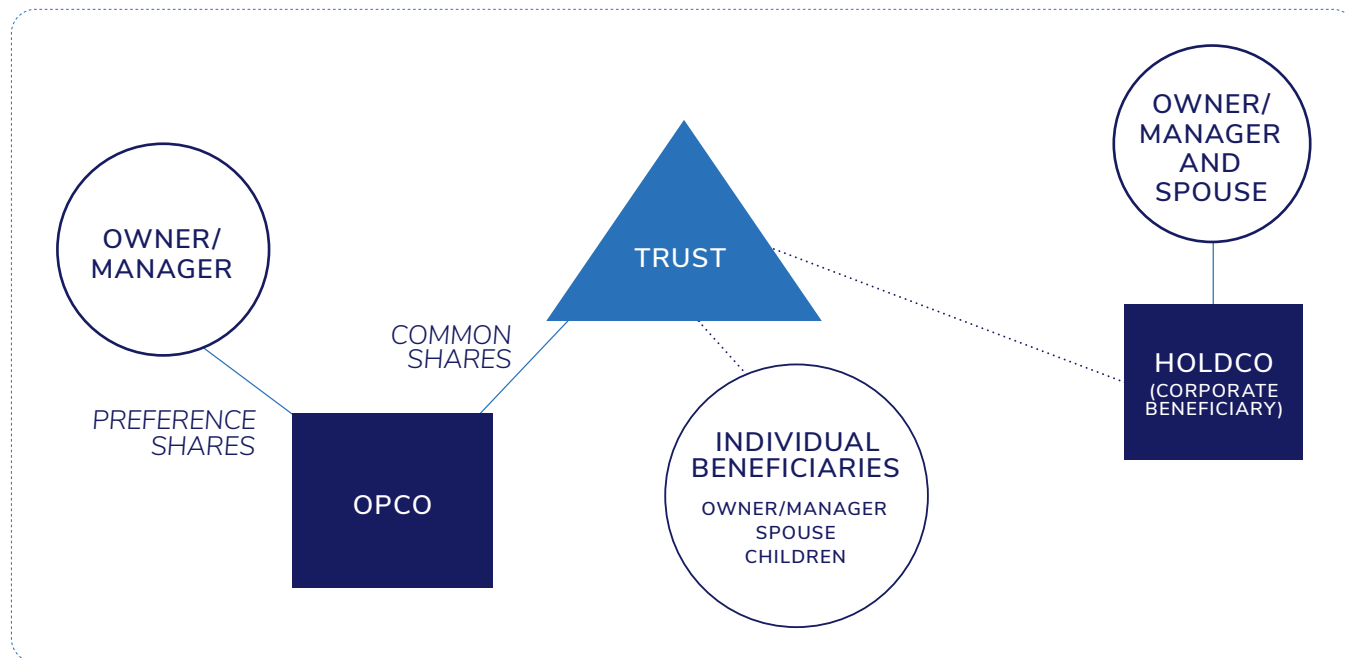 OWNER/
MANAGER
PREFERENCE
SHARES
OPCO
COMMON
SHARES
TRUST
INDIVIDUAL
BENEFICIARIES
OWNER/MANAGER
SPOUSE
CHILDREN
OWNER/
MANAGER
AND
SPOUSE
HOLDCO
(CORPORATE
BENEFICIARY)